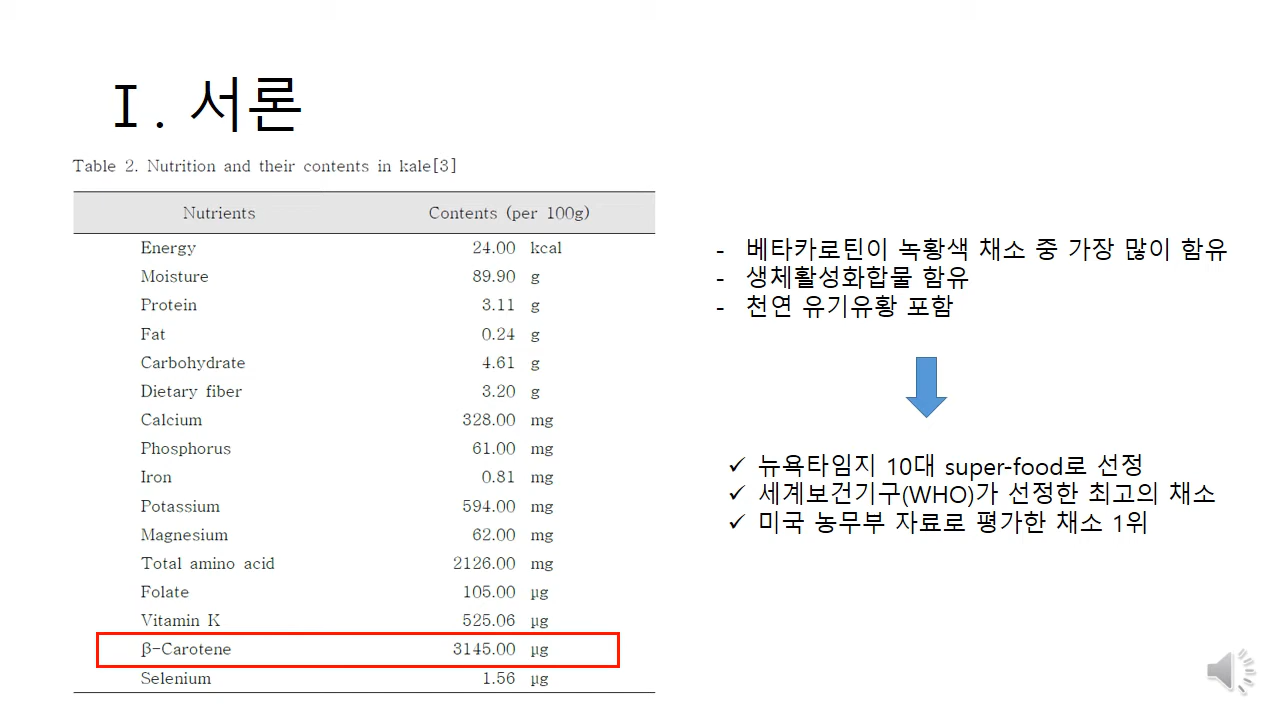 Ⅰ. 서론
Table 2. Nutrition and their contents in kale[3]
Nutrients Contents (per 100g)
Energy 24.00 kcal
Moisture 89.90 g
Protein 3.11 g
Fat 0.24 g
Carbohydrate 4.61 g
Dietary fiber 3.20 g
Calcium 328.00 mg
Phosphorus 61.00 mg
Iron 0.81 mg
Potassium 594.00 mg
Magnesium 62.00 mg
Total amino acid 2126.00 mg
Folate 105.00 μg
Vitamin K 525.06 μg
β-Carotene 3145.00 μg
Selenium 1.56 μg
- 베타카로틴이 녹황색 채소 중 가장 많이 함유
- 생체활성화합물 함유
- 천연 유기유황 포함
✓ 뉴욕타임지 10대 super-food로 선정
✓ 세계보건기구(WHO)가 선정한 최고의 채소
✓ 미국 농무부 자료로 평가한 채소 1위